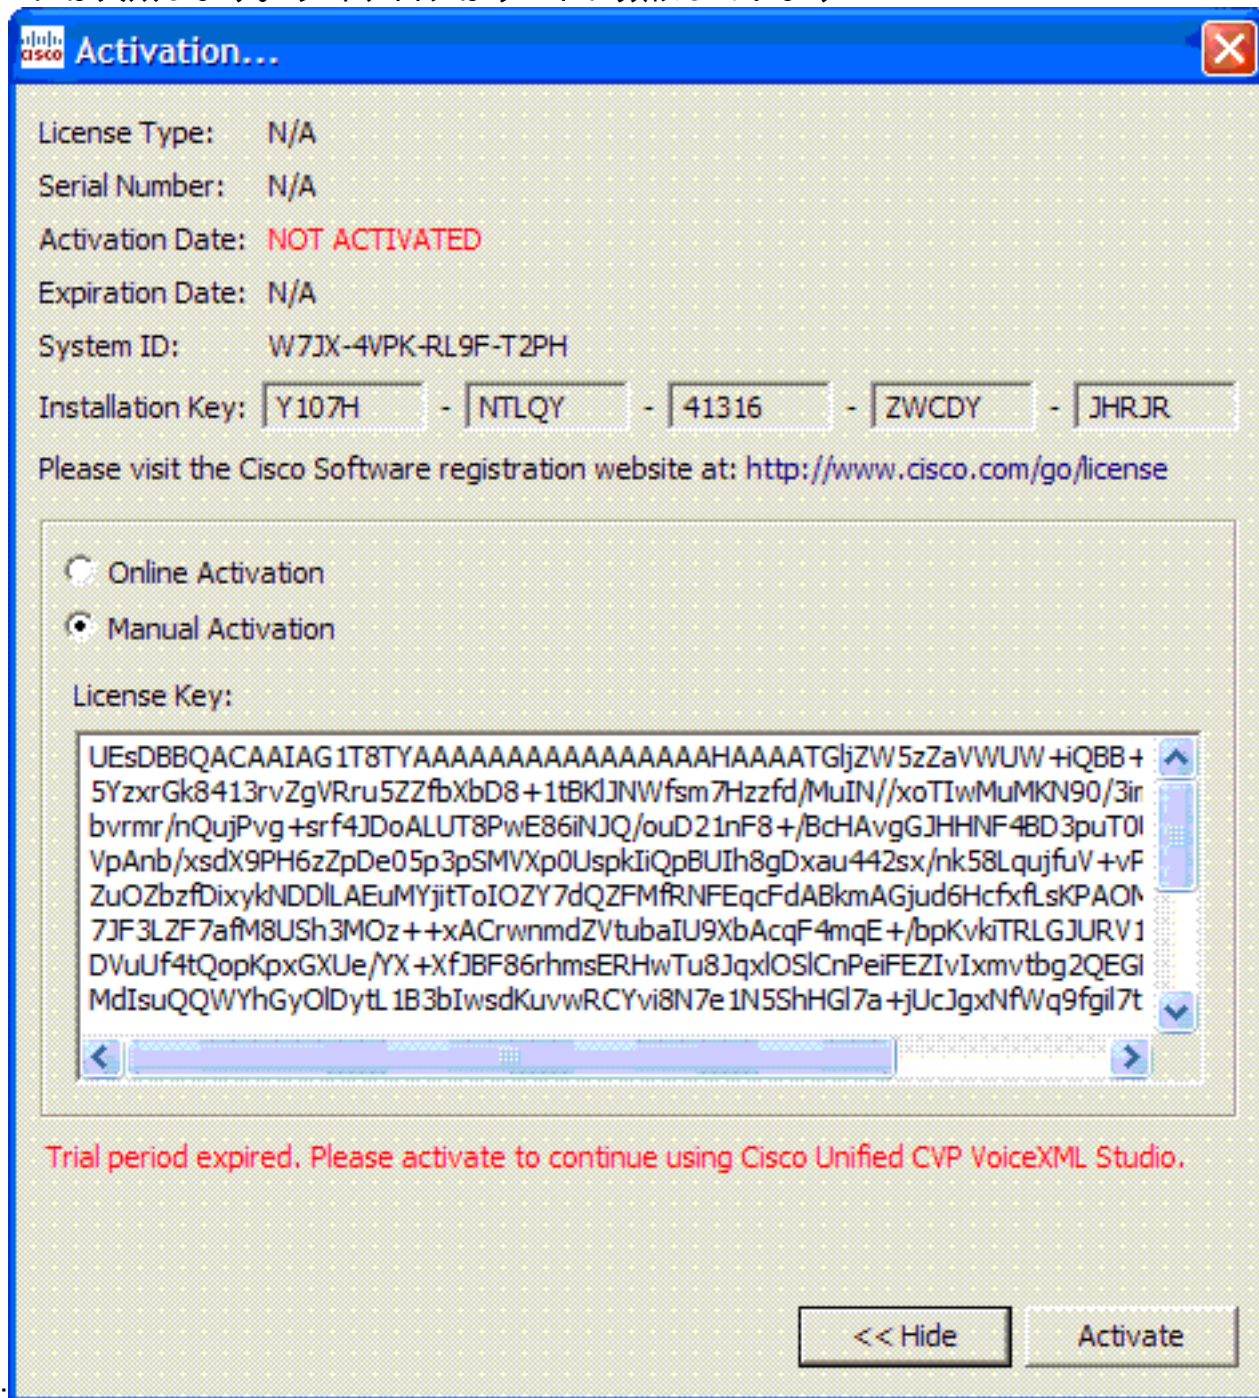 cisco Activation...
License Type: N/A
Serial Number: N/A
Activation Date: NOT ACTIVATED
Expiration Date: N/A
System ID: W7JX-4VPK-RL9F-T2PH
Installation Key: Y107H - NTLQY - 41316 - ZWCDY - JHRJR
Please visit the Cisco Software registration website at: http://www.cisco.com/go/license
Online Activation
Manual Activation
License Key:
UEsDBBQACAAIAG1T8TYAAAAAAAAAAAAAAAAAHAAAATGljZW5zZaVWUW+iQBB+
5YzxrGk8413rvZgVRru5ZZfbXbD8+1tBKlJNWfsm7Hzzfd/MuIN//xoTIwMuMKN90/3ir
bvrmr/nQujPvg+srf4JDoALUT8PwE86iNJQ/ouD21nF8+/BcHAvgGJHHNF4BD3puT0
VpAnb/xsdX9PH6zZpDe05p3pSMVXp0UspkIiQpBUIh8gDxau442sx/nk58LqujfuV+vF
ZuOZbzfDixykNDDlLAEuMYjitToIOZY7dQZFMfRNFEqcFdABkmAGjud6HcfxfLsKPAOM
7JF3LZF7afM8USh3MOz++xACrwnmdZVtubaIU9XbAcqF4mqE+/bpKvkiTRLGJURV1
DVuUf4tQopKpxGXUe/YX+XfJBF86rhmsERHwTu8JqxlOSlCnPeiFEZIvIxmvtbg2QEG
MdIsuQQWYhGyOlDytL1B3bIwsdKuvwRCYvi8N7e1N5ShHGl7a+jUcJgxNfWq9fgil7t
Trial period expired. Please activate to continue using Cisco Unified CVP VoiceXML Studio.
<< Hide
Activate